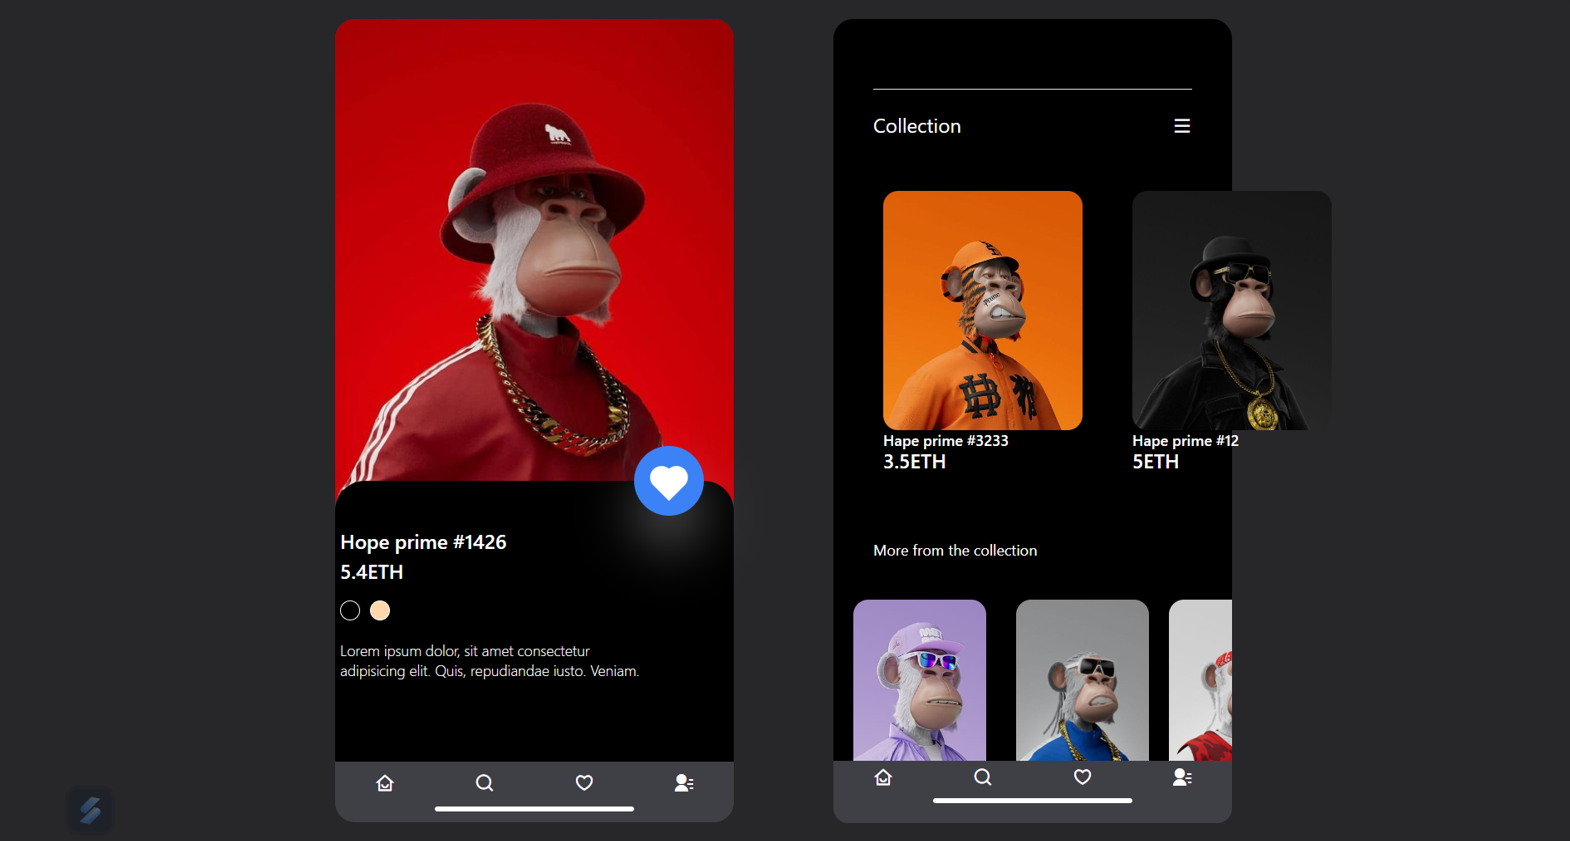 Hope prime #1426
5.4ETH
Lorem ipsum dolor, sit amet consectetur
adipisicing elit. Quis, repudiandae iusto. Veniam.
Collection
Prime
Hape prime #3233
3.5ETH
Hape prime #12
5ETH
More from the collection